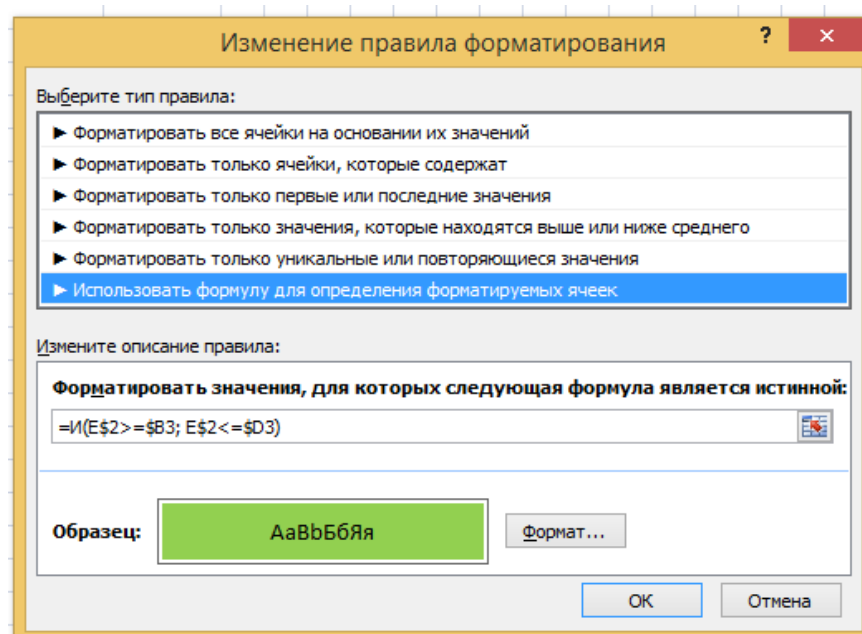 Изменение правила форматирования
?
×
Выберите тип правила:
► Форматировать все ячейки на основании их значений
► Форматировать только ячейки, которые содержат
► Форматировать только первые или последние значения
► Форматировать только значения, которые находятся выше или ниже среднего
► Форматировать только уникальные или повторяющиеся значения
► Использовать формулу для определения форматируемых ячеек
Измените описание правила:
Форматировать значения, для которых следующая формула является истинной:
=И(E$2>=$B3; E$2<=$D3)
Образец:
АаВbБбЯя
Формат...
ОК
Отмена